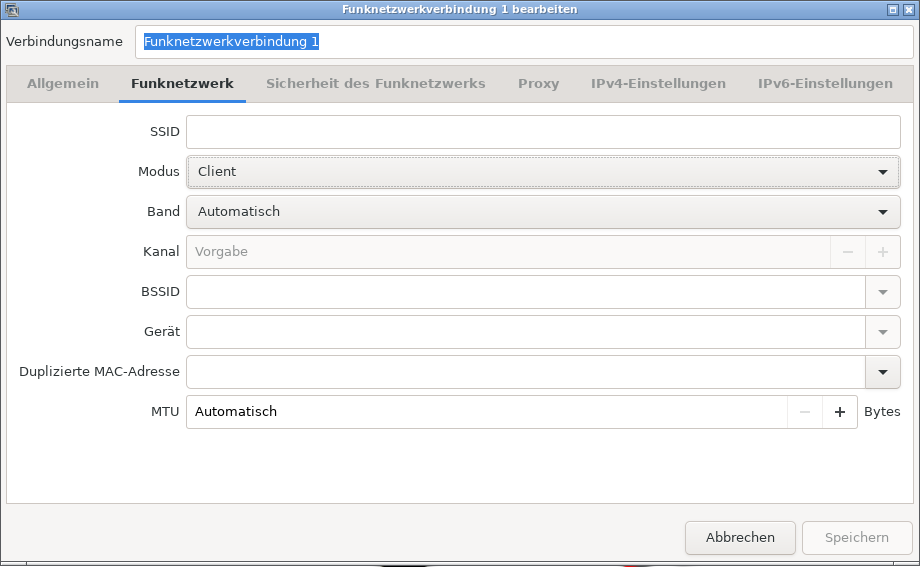 Funknetzwerkverbindung 1 bearbeiten
Verbindungsname Funknetzwerkverbindung 1
Allgemein Funknetzwerk Sicherheit des Funknetzwerks Proxy IPv4-Einstellungen IPv6-Einstellungen
SSID
Modus Client
Band Automatisch
Kanal Vorgabe
BSSID
Gerät
Duplizierte MAC-Adresse
MTU Automatisch Bytes
Abbrechen Speichern